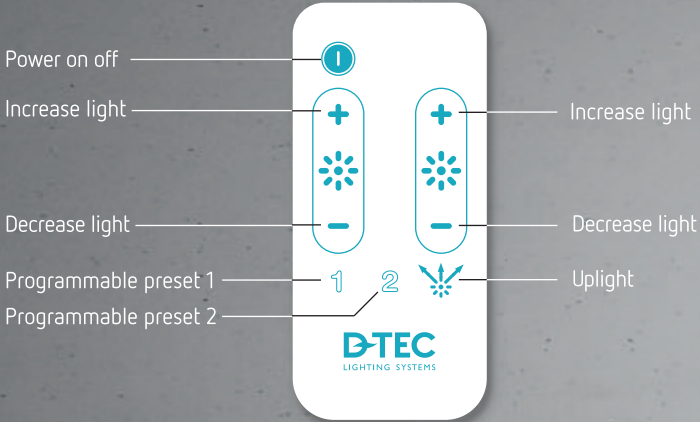 Power on off
Increase light
Increase light
Decrease light
Decrease light
Programmable preset 1
1
2
Uplight
Programmable preset 2
D-TEC
LIGHTING SYSTEMS